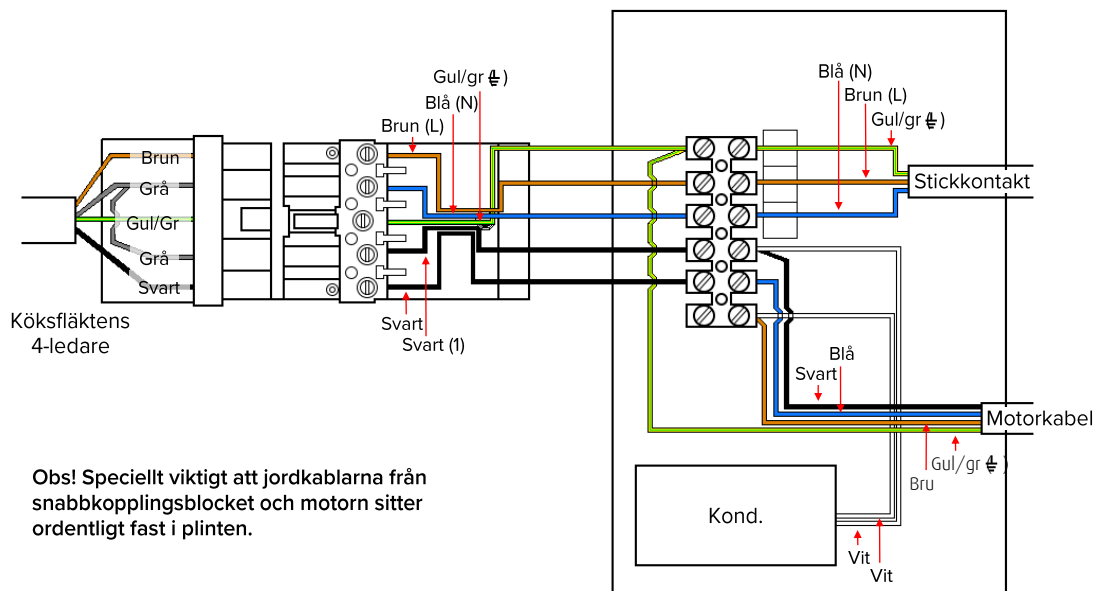 Gul/gr ⏚)
Blå (N)
Brun (L)
Blå (N)
Brun (L)
Gul/gr ⏚)
Brun
Grå
Gul/Gr
Grå
Svart
Stickkontakt
Köksfläktens
4-ledare
Svart
Svart (1)
Blå
Svart
Motorkabel
Gul/gr ⏚)
Bru
Obs! Speciellt viktigt att jordkablarna från
snabbkopplingsblocket och motorn sitter
ordentligt fast i plinten.
Kond.
Vit
Vit